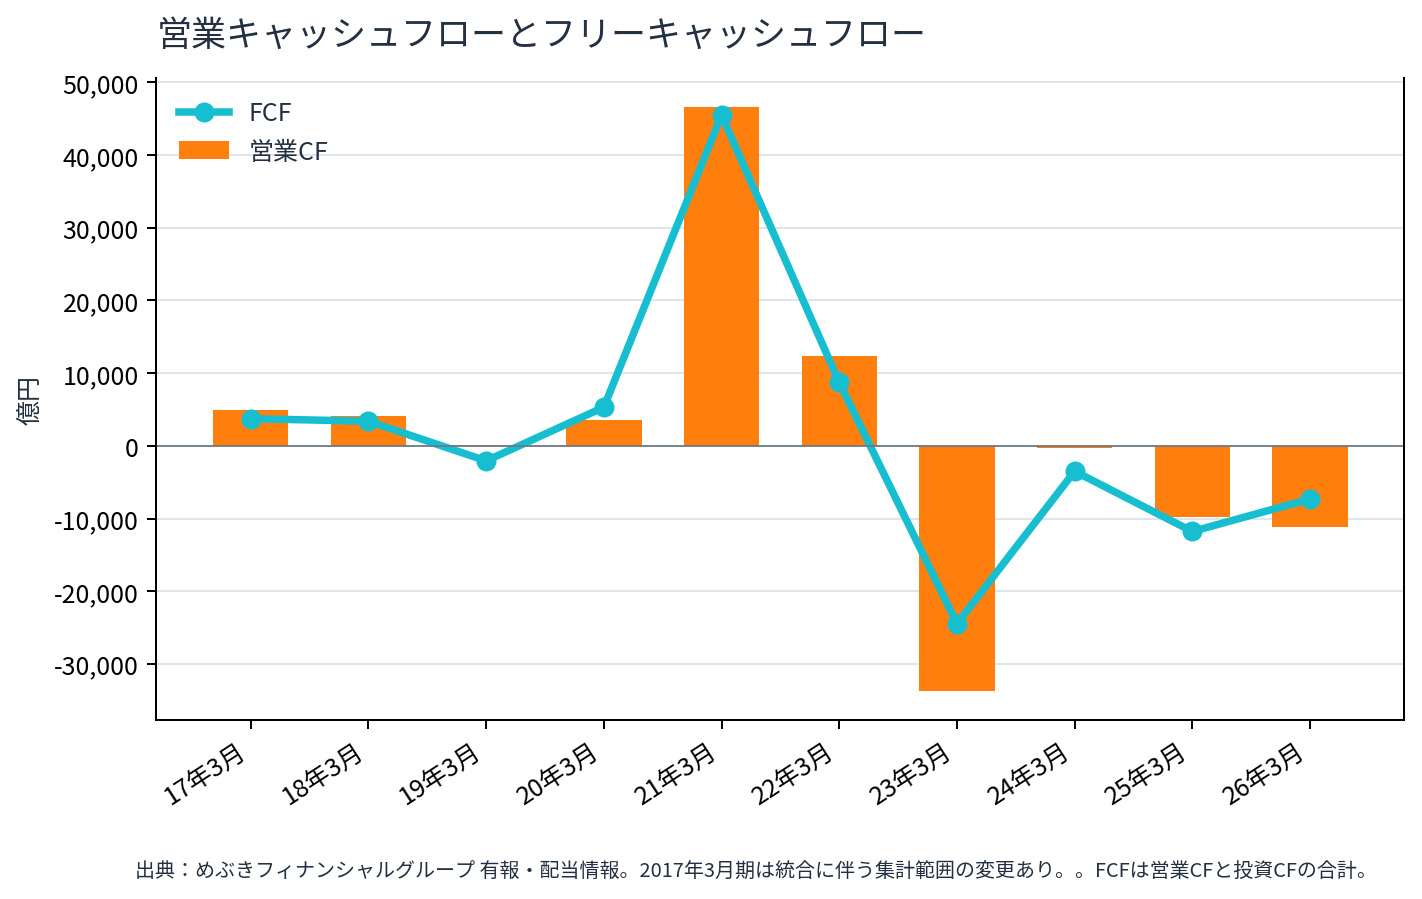 営業キャッシュフローとフリーキャッシュフロー
FCF
営業CF
億円
50,000
40,000
30,000
20,000
10,000
0
-10,000
-20,000
-30,000
17年3月
18年3月
19年3月
20年3月
21年3月
22年3月
23年3月
24年3月
25年3月
26年3月
出典：めぶきフィナンシャルグループ 有報・配当情報。2017年3月期は統合に伴う集計範囲の変更あり。。FCFは営業CFと投資CFの合計。